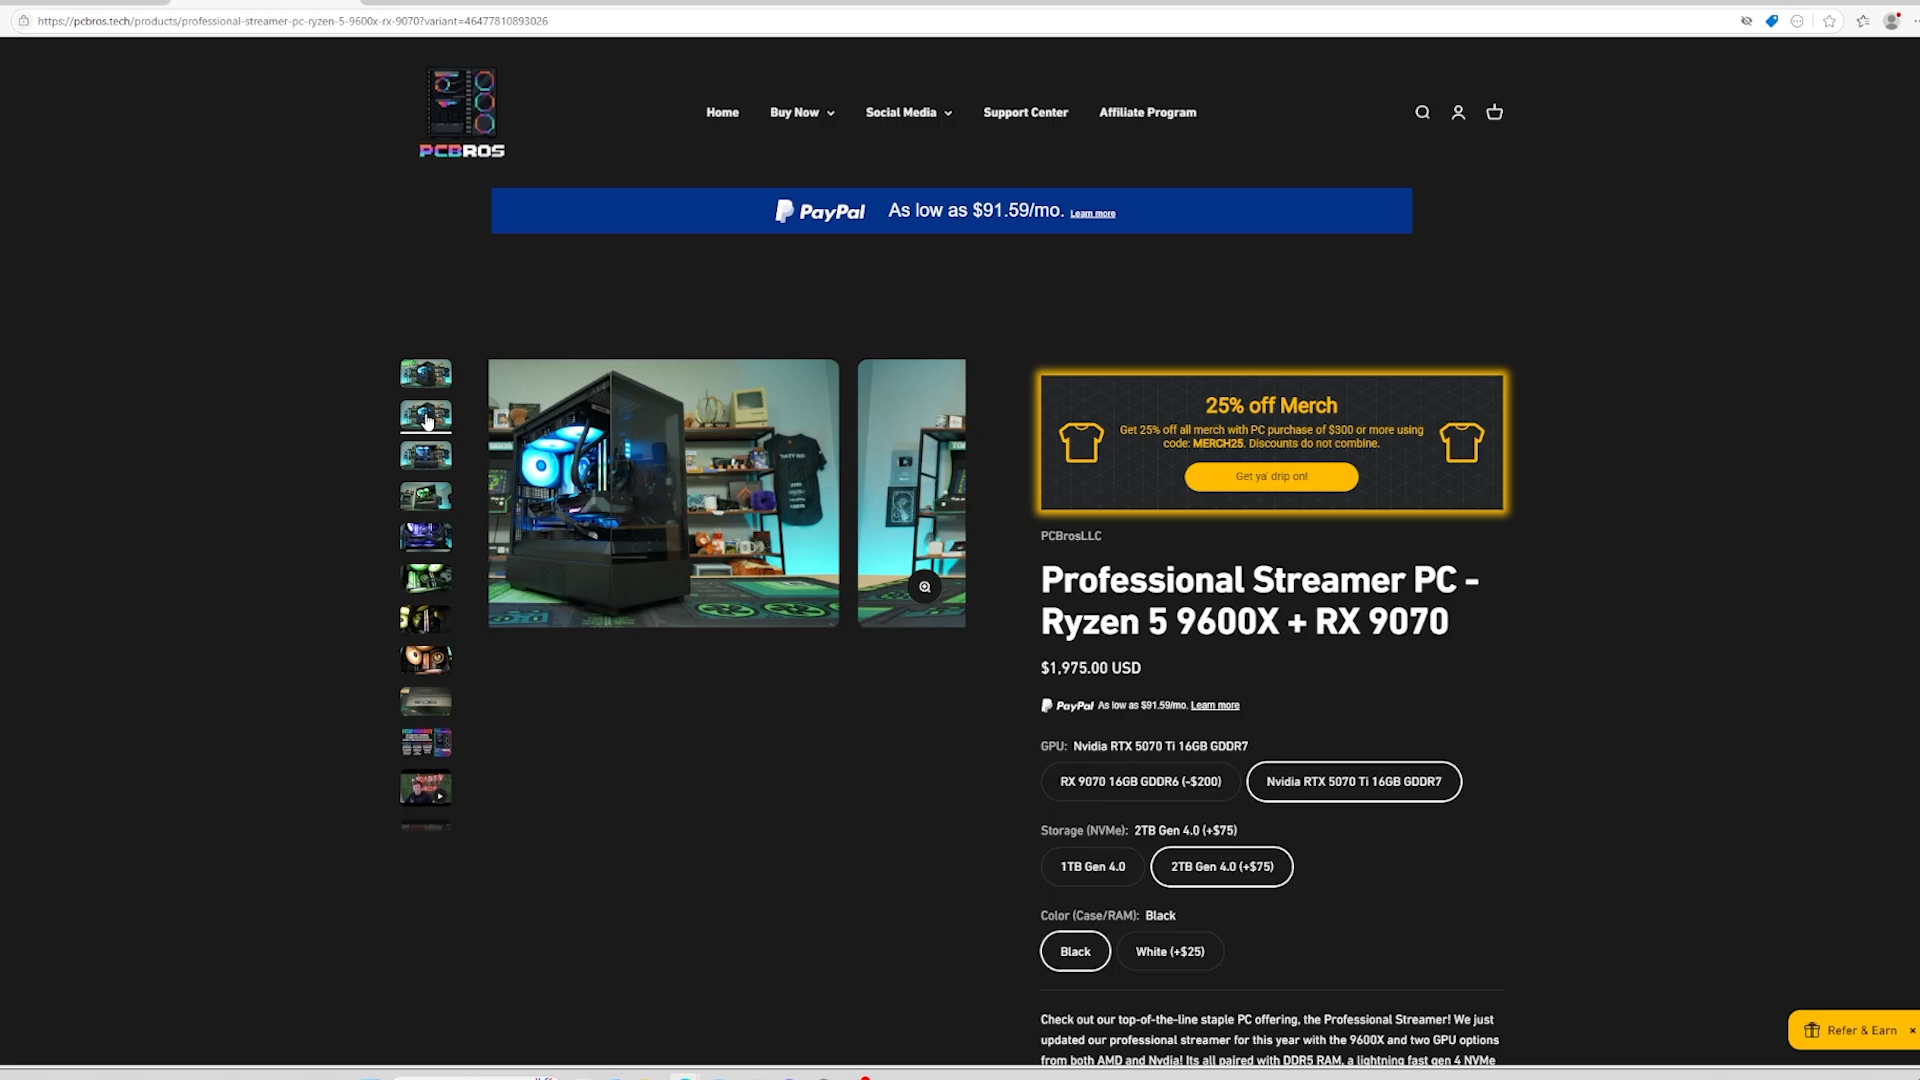 https://pcbros.tech/products/professional-streamer-pc-ryzen-5-9600x-rx-9070?variant=46477810893026
PCBROS
Home
Buy Now
Social Media
Support Center
Affiliate Program
PayPal As low as $91.59/mo. Learn more
25% off Merch
Get 25% off all merch with PC purchase of $300 or more using
code: MERCH25. Discounts do not combine.
Get ya' drip on!
PCBrosLLC
Professional Streamer PC -
Ryzen 5 9600X + RX 9070
$1,975.00 USD
PayPal As low as $91.59/mo. Learn more
GPU: Nvidia RTX 5070 Ti 16GB GDDR7
RX 9070 16GB GDDR6 (-$200)
Nvidia RTX 5070 Ti 16GB GDDR7
Storage (NVMe): 2TB Gen 4.0 (+$75)
1TB Gen 4.0
2TB Gen 4.0 (+$75)
Color (Case/RAM): Black
Black
White (+$25)
Check out our top-of-the-line staple PC offering, the Professional Streamer! We just
updated our professional streamer for this year with the 9600X and two GPU options
from both AMD and Nvdia! Its all paired with DDR5 RAM, a lightning fast gen 4 NVMe
Refer & Earn ×